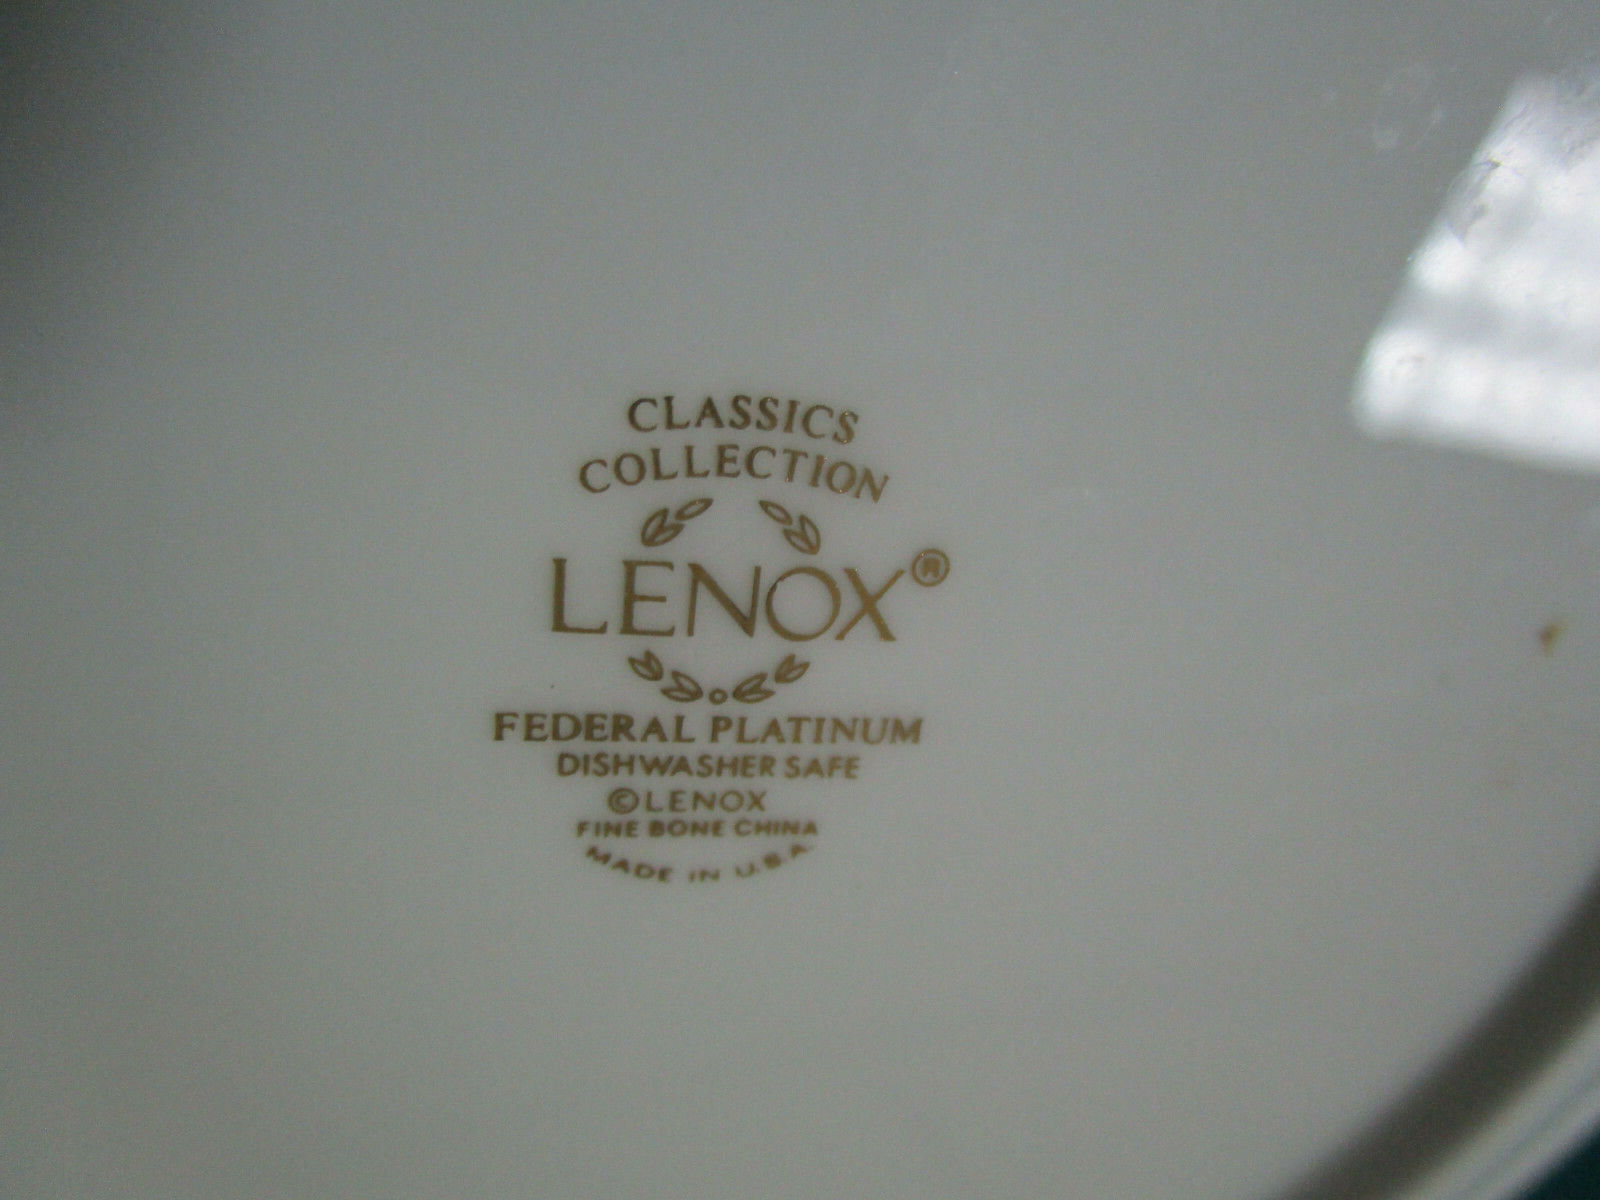 CLASSICS
COLLECTION
LENOX®
FEDERAL PLATINUM
DISHWASHER SAFE
©LENOX
FINE BONE CHINA
MADE IN U.S.A.